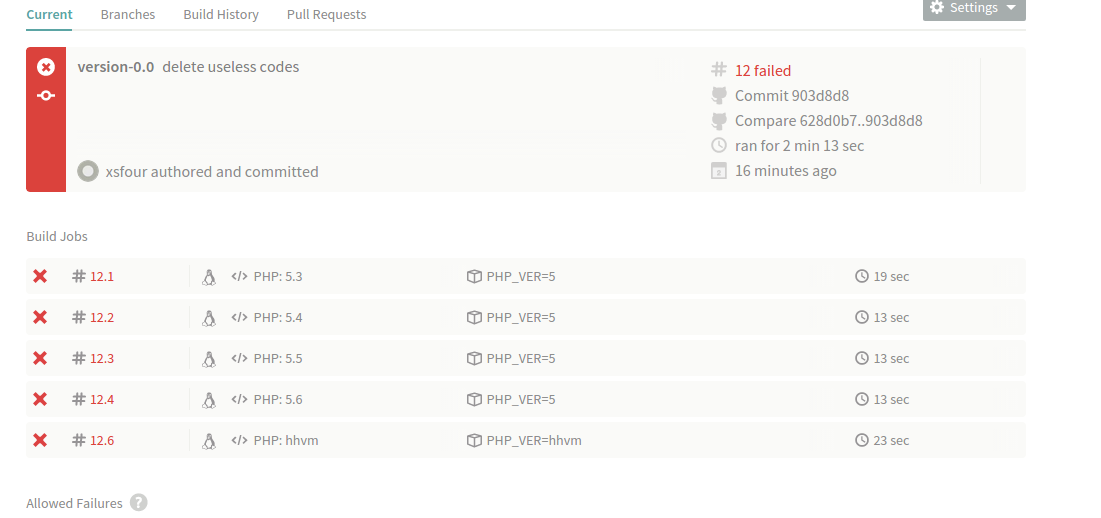 Current Branches Build History Pull Requests Settings
version-0.0 delete useless codes
12 failed
Commit 903d8d8
Compare 628d0b7..903d8d8
ran for 2 min 13 sec
xsfour authored and committed
16 minutes ago
Build Jobs
12.1 </> PHP: 5.3 PHP_VER=5 19 sec
12.2 </> PHP: 5.4 PHP_VER=5 13 sec
12.3 </> PHP: 5.5 PHP_VER=5 13 sec
12.4 </> PHP: 5.6 PHP_VER=5 13 sec
12.6 </> PHP: hhvm PHP_VER=hhvm 23 sec
Allowed Failures ?